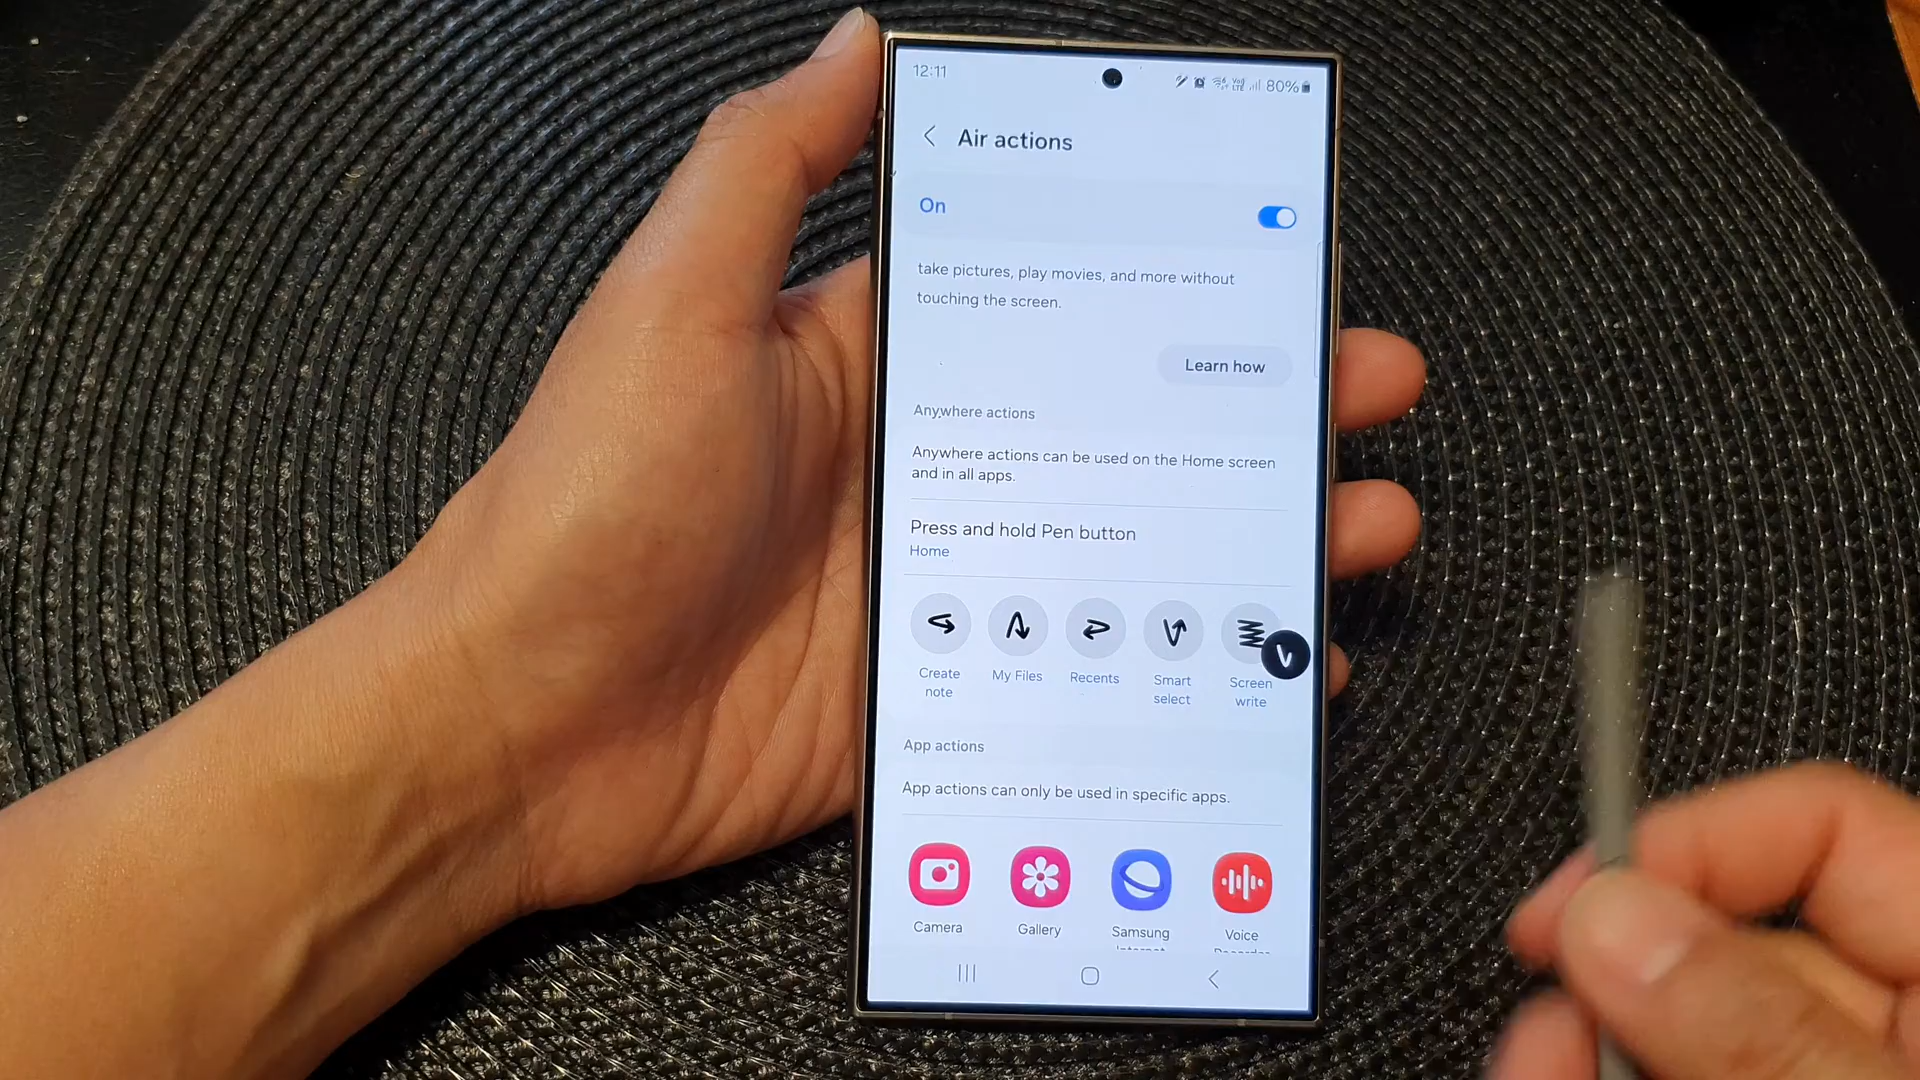 12:11
80%
Air actions
On
take pictures, play movies, and more without
touching the screen.
Learn how
Anywhere actions
Anywhere actions can be used on the Home screen
and in all apps.
Press and hold Pen button
Home
Create
note
My Files
Recents
Smart
select
Screen
write
App actions
App actions can only be used in specific apps.
Camera
Gallery
Samsung
Voice